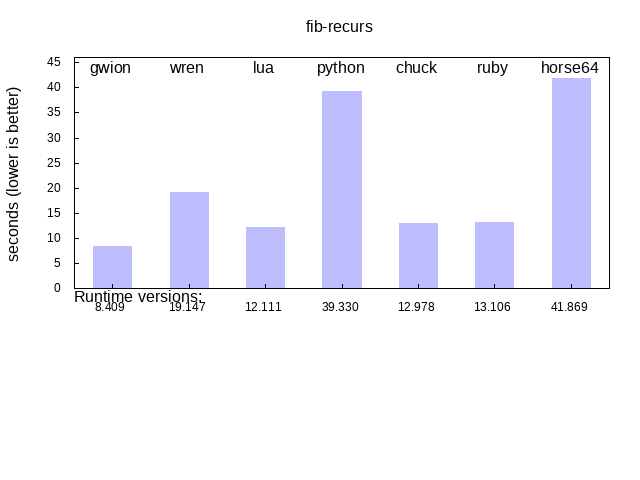 fib-recurs
seconds (lower is better)
45
40
35
30
25
20
15
10
5
0
gwion wren lua python chuck ruby horse64
Runtime versions:
8.409 19.147 12.111 39.330 12.978 13.106 41.869